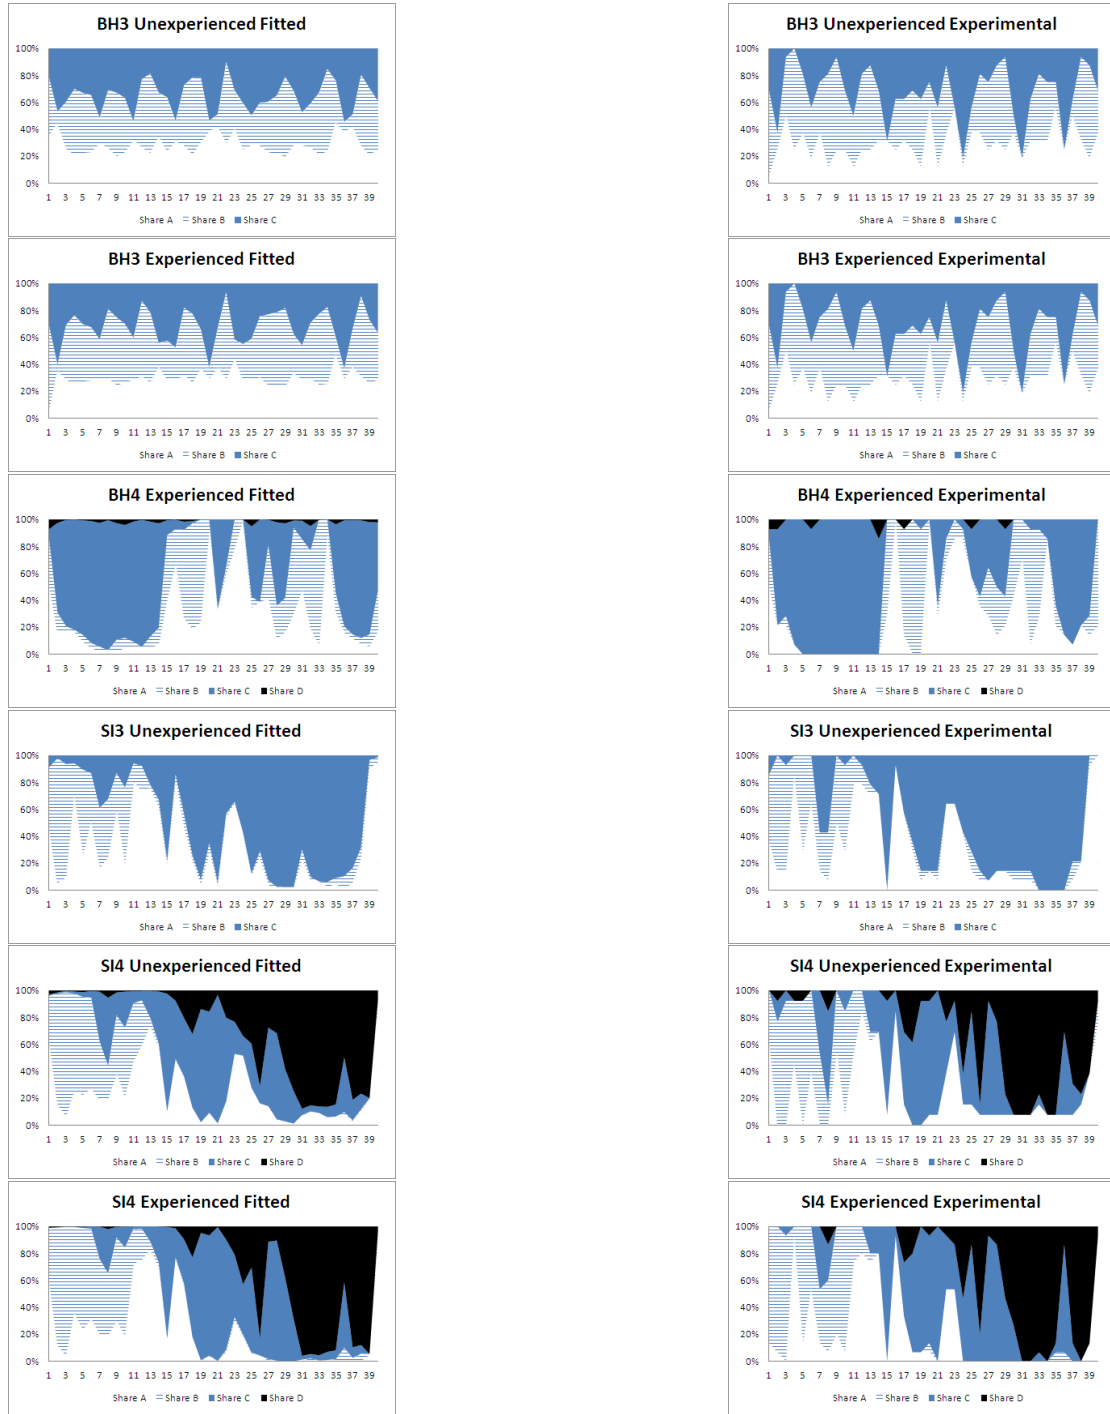 BH3 Unexperienced Fitted
100%
80%
60%
40%
20%
0%
1 3 5 7 9 11 13 15 17 19 21 23 25 27 29 31 33 35 37 39
Share A Share B Share C
BH3 Unexperienced Experimental
100%
80%
60%
40%
20%
0%
1 3 5 7 9 11 13 15 17 19 21 23 25 27 29 31 33 35 37 39
Share A Share B Share C
BH3 Experienced Fitted
100%
80%
60%
40%
20%
0%
1 3 5 7 9 11 13 15 17 19 21 23 25 27 29 31 33 35 37 39
Share A Share B Share C
BH3 Experienced Experimental
100%
80%
60%
40%
20%
0%
1 3 5 7 9 11 13 15 17 19 21 23 25 27 29 31 33 35 37 39
Share A Share B Share C
BH4 Experienced Fitted
100%
80%
60%
40%
20%
0%
1 3 5 7 9 11 13 15 17 19 21 23 25 27 29 31 33 35 37 39
Share A Share B Share C Share D
BH4 Experienced Experimental
100%
80%
60%
40%
20%
0%
1 3 5 7 9 11 13 15 17 19 21 23 25 27 29 31 33 35 37 39
Share A Share B Share C Share D
SI3 Unexperienced Fitted
100%
80%
60%
40%
20%
0%
1 3 5 7 9 11 13 15 17 19 21 23 25 27 29 31 33 35 37 39
Share A Share B Share C
SI3 Unexperienced Experimental
100%
80%
60%
40%
20%
0%
1 3 5 7 9 11 13 15 17 19 21 23 25 27 29 31 33 35 37 39
Share A Share B Share C
SI4 Unexperienced Fitted
100%
80%
60%
40%
20%
0%
1 3 5 7 9 11 13 15 17 19 21 23 25 27 29 31 33 35 37 39
Share A Share B Share C Share D
SI4 Unexperienced Experimental
100%
80%
60%
40%
20%
0%
1 3 5 7 9 11 13 15 17 19 21 23 25 27 29 31 33 35 37 39
Share A Share B Share C Share D
SI4 Experienced Fitted
100%
80%
60%
40%
20%
0%
1 3 5 7 9 11 13 15 17 19 21 23 25 27 29 31 33 35 37 39
Share A Share B Share C Share D
SI4 Experienced Experimental
100%
80%
60%
40%
20%
0%
1 3 5 7 9 11 13 15 17 19 21 23 25 27 29 31 33 35 37 39
Share A Share B Share C Share D